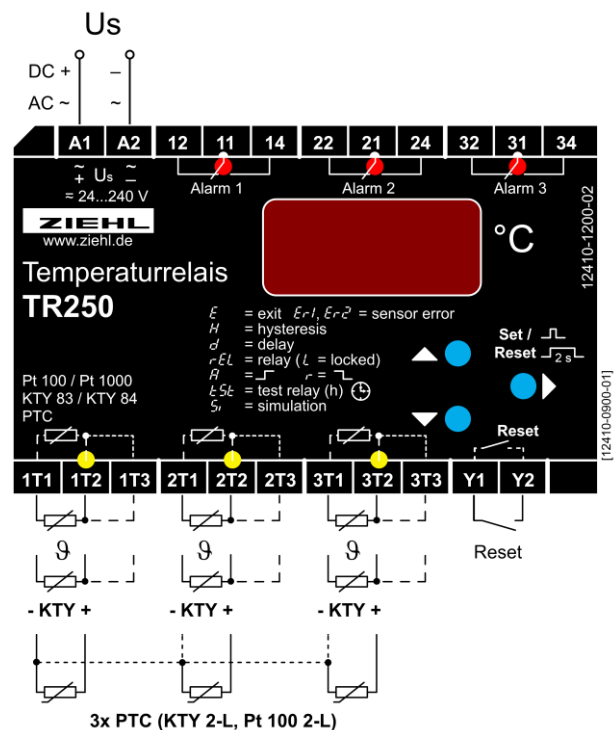 Us
DC + –
AC ~ ~
A1 A2 12 11 14 22 21 24 32 31 34
~ ~
+ Us –
≂ 24...240 V
Alarm 1 Alarm 2 Alarm 3
ZIEHL
www.ziehl.de
°C
12410-1200-02
Temperaturrelais
TR250
E = exit Er1, Er2 = sensor error
H = hysteresis
d = delay
rEL = relay (L = locked)
A = r =
tSt = test relay (h)
Si = simulation
Set /
Reset 2 s
Pt 100 / Pt 1000
KTY 83 / KTY 84
PTC
Reset
[12410-0900-01]
1T1 1T2 1T3 2T1 2T2 2T3 3T1 3T2 3T3 Y1 Y2
ϑ ϑ ϑ
Reset
- KTY + - KTY + - KTY +
3x PTC (KTY 2-L, Pt 100 2-L)